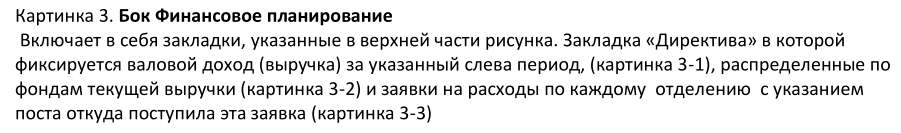 Картинка 3. Бок Финансовое планирование
Включает в себя закладки, указанные в верхней части рисунка. Закладка «Директива» в которой
фиксируется валовой доход (выручка) за указанный слева период, (картинка 3-1), распределенные по
фондам текущей выручки (картинка 3-2) и заявки на расходы по каждому отделению с указанием
поста откуда поступила эта заявка (картинка 3-3)